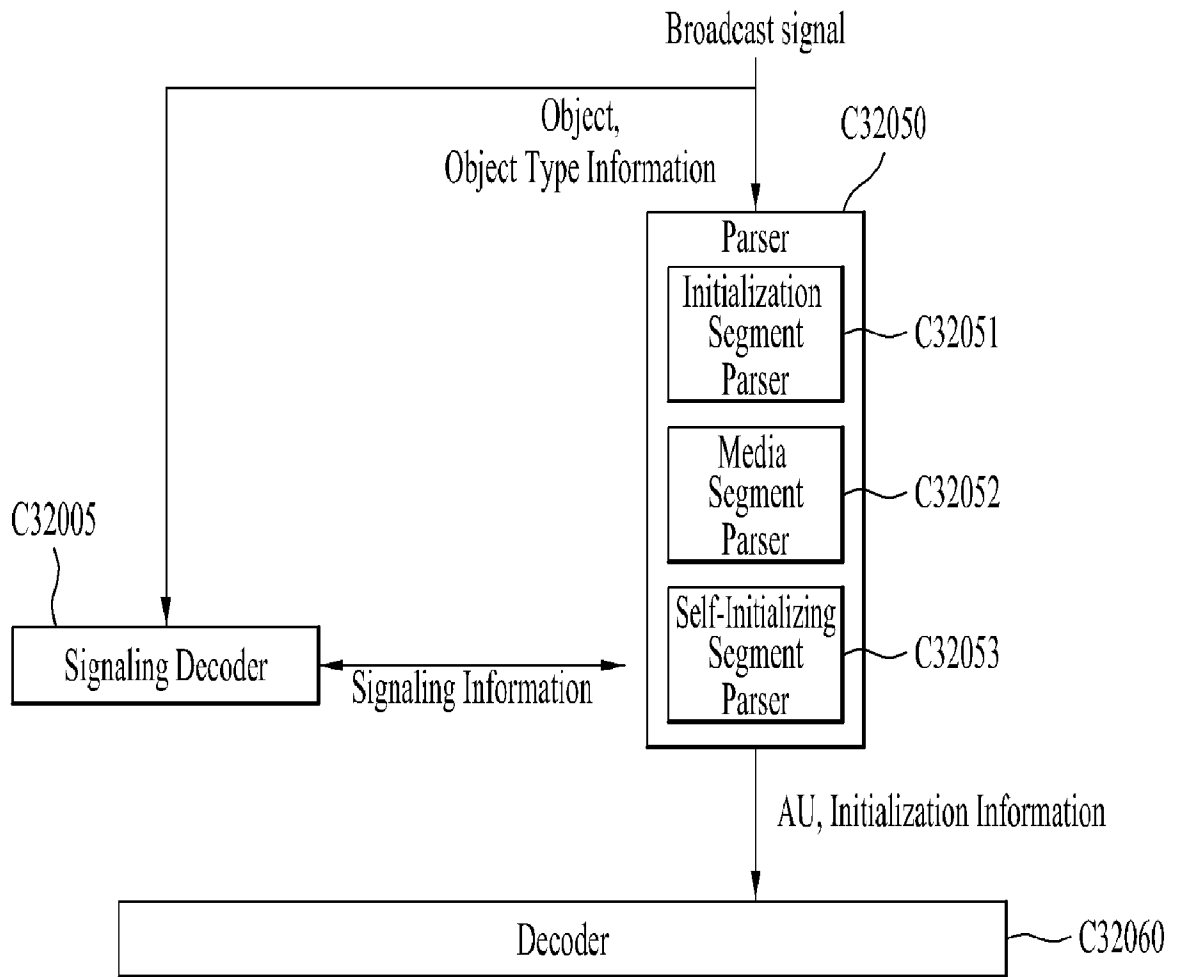 Broadcast signal
Object,
Object Type Information
C32050
Parser
Initialization
Segment
Parser
C32051
Media
Segment
Parser
C32052
C32005
Self-Initializing
Segment
Parser
C32053
Signaling Decoder
Signaling Information
AU, Initialization Information
Decoder
C32060